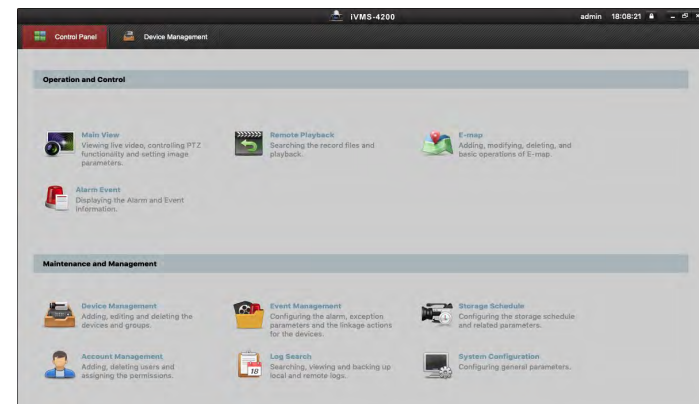 iVMS-4200 admin 18:08:21
Control Panel Device Management
Operation and Control
Main View
Viewing live video, controlling PTZ
functionality and setting image
parameters.
Remote Playback
Searching the record files and
playback.
E-map
Adding, modifying, deleting, and
basic operations of E-map.
Alarm Event
Displaying the Alarm and Event
information.
Maintenance and Management
Device Management
Adding, editing and deleting the
devices and groups.
Event Management
Configuring the alarm, exception
parameters and the linkage actions
for the devices.
Storage Schedule
Configuring the storage schedule
and related parameters.
Account Management
Adding, deleting users and
assigning the permissions.
18
Log Search
Searching, viewing and backing up
local and remote logs.
System Configuration
Configuring general parameters.